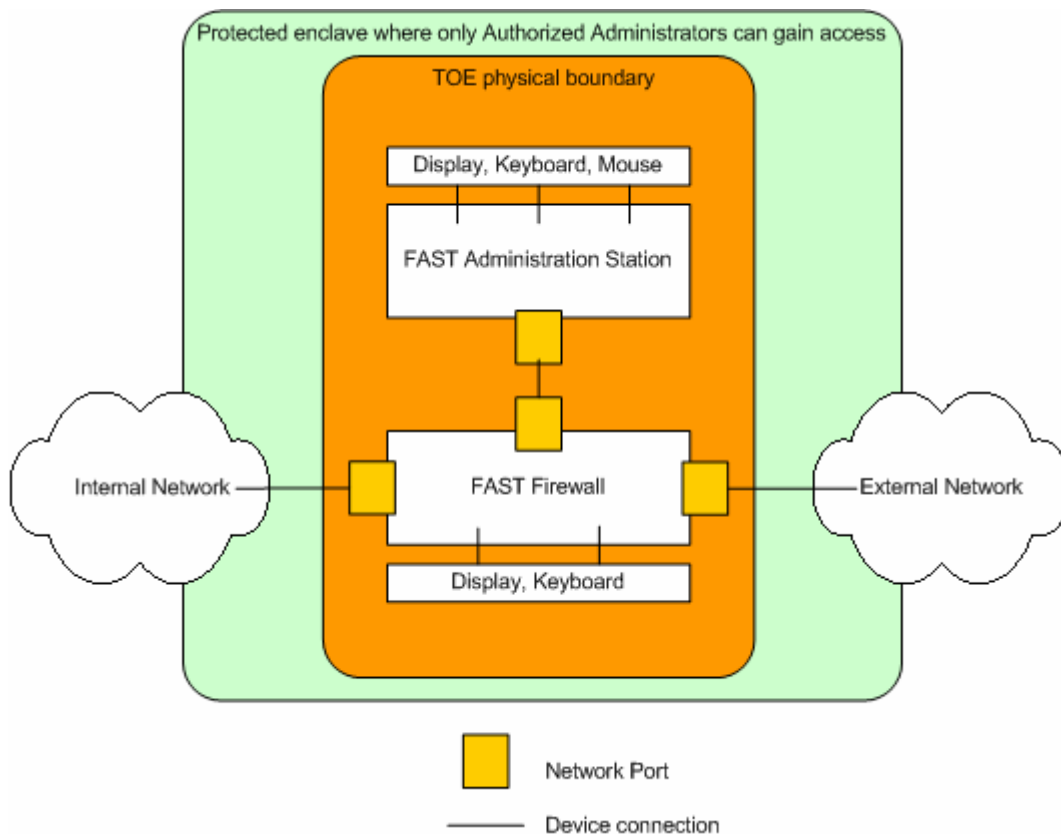 Protected enclave where only Authorized Administrators can gain access
TOE physical boundary
Display, Keyboard, Mouse
FAST Administration Station
Internal Network
FAST Firewall
External Network
Display, Keyboard
Network Port
Device connection